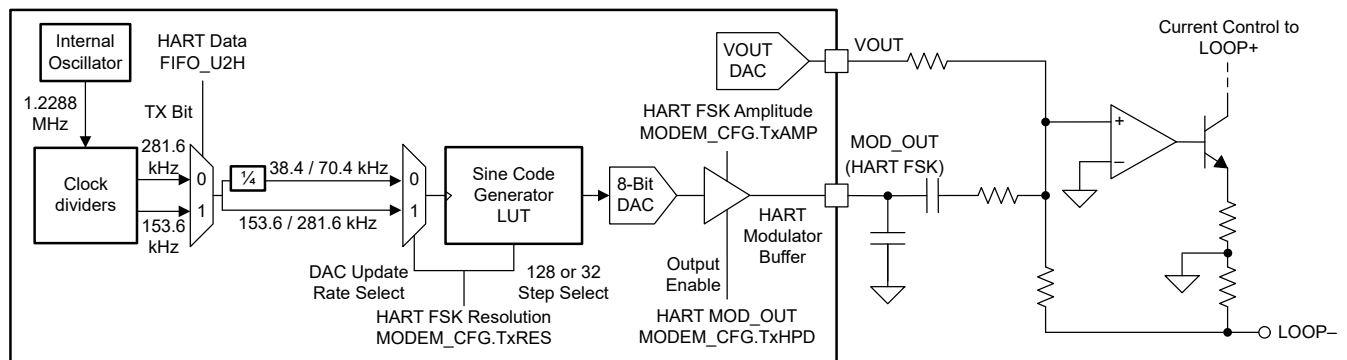 Internal
Oscillator
HART Data
FIFO_U2H
1.2288
MHz
TX Bit
281.6
kHz
Clock
dividers
153.6
kHz
0
1
¼
38.4 / 70.4 kHz
153.6 / 281.6 kHz
0
1
Sine Code
Generator
LUT
DAC Update
Rate Select
128 or 32
Step Select
HART FSK Resolution
MODEM_CFG.TxRES
8-Bit
DAC
VOUT
DAC
HART FSK Amplitude
MODEM_CFG.TxAMP
HART
Modulator
Buffer
Output
Enable
HART MOD_OUT
MODEM_CFG.TxHPD
VOUT
MOD_OUT
(HART FSK)
Current Control to
LOOP+
+
–
LOOP–